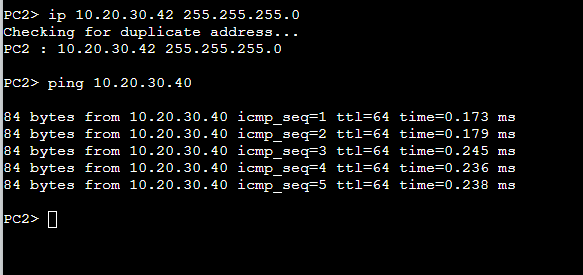 PC2> ip 10.20.30.42 255.255.255.0
Checking for duplicate address...
PC2 : 10.20.30.42 255.255.255.0
PC2> ping 10.20.30.40
84 bytes from 10.20.30.40 icmp_seq=1 ttl=64 time=0.173 ms
84 bytes from 10.20.30.40 icmp_seq=2 ttl=64 time=0.179 ms
84 bytes from 10.20.30.40 icmp_seq=3 ttl=64 time=0.245 ms
84 bytes from 10.20.30.40 icmp_seq=4 ttl=64 time=0.236 ms
84 bytes from 10.20.30.40 icmp_seq=5 ttl=64 time=0.238 ms
PC2>